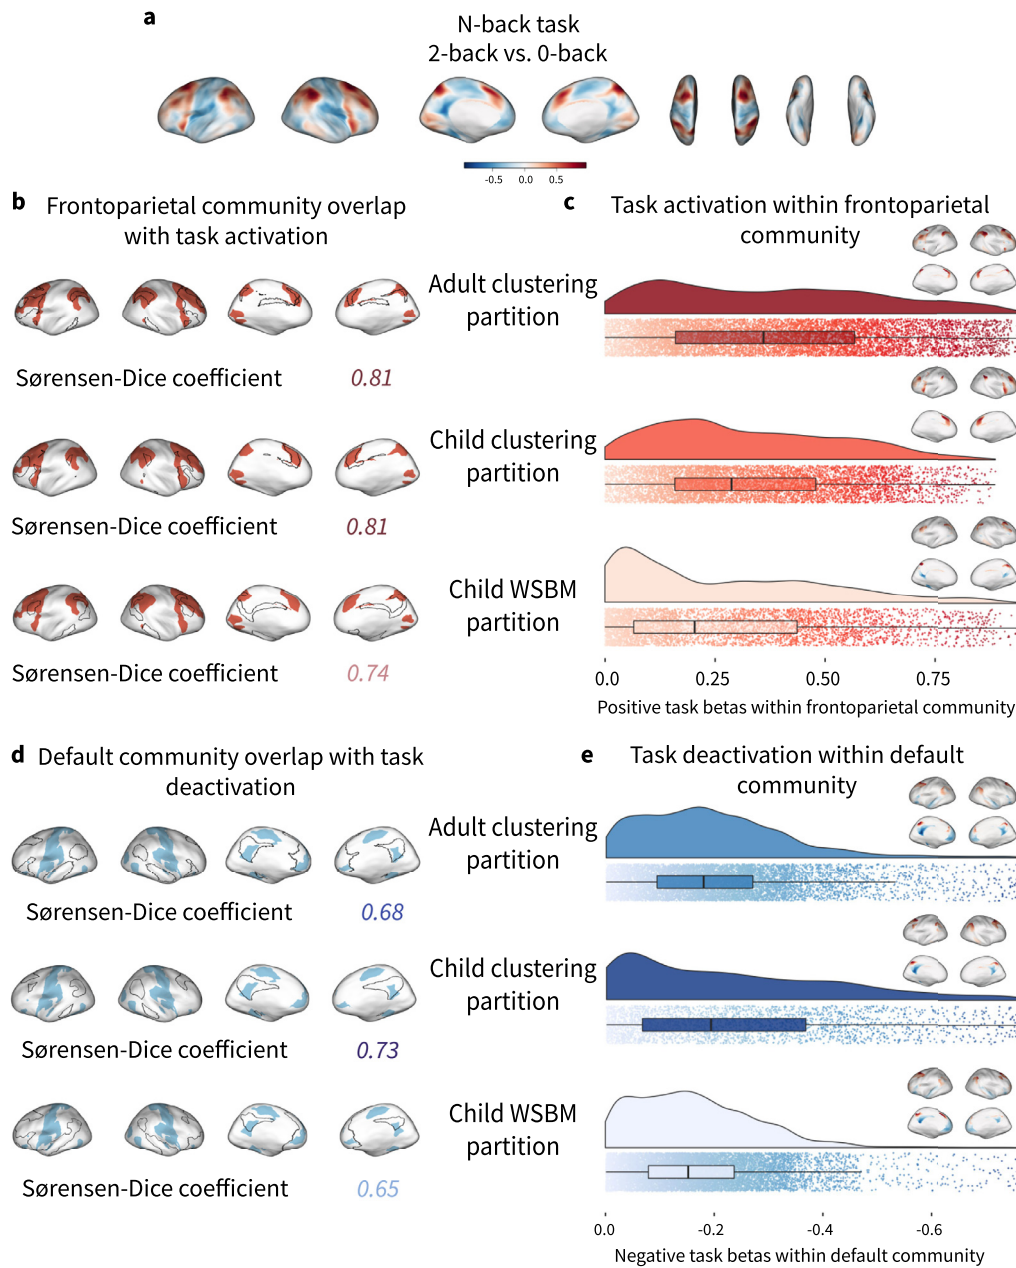 a
N-back task
2-back vs. 0-back
-0.5 0.0 0.5
b
Frontoparietal community overlap
with task activation
c
Task activation within frontoparietal
community
Adult clustering
partition
Sørensen-Dice coefficient 0.81
Child clustering
partition
Sørensen-Dice coefficient 0.81
Child WSBM
partition
Sørensen-Dice coefficient 0.74
0.0 0.25 0.50 0.75
Positive task betas within frontoparietal community
d
Default community overlap with task
deactivation
e
Task deactivation within default
community
Adult clustering
partition
Sørensen-Dice coefficient 0.68
Child clustering
partition
Sørensen-Dice coefficient 0.73
Child WSBM
partition
Sørensen-Dice coefficient 0.65
0.0 -0.2 -0.4 -0.6
Negative task betas within default community